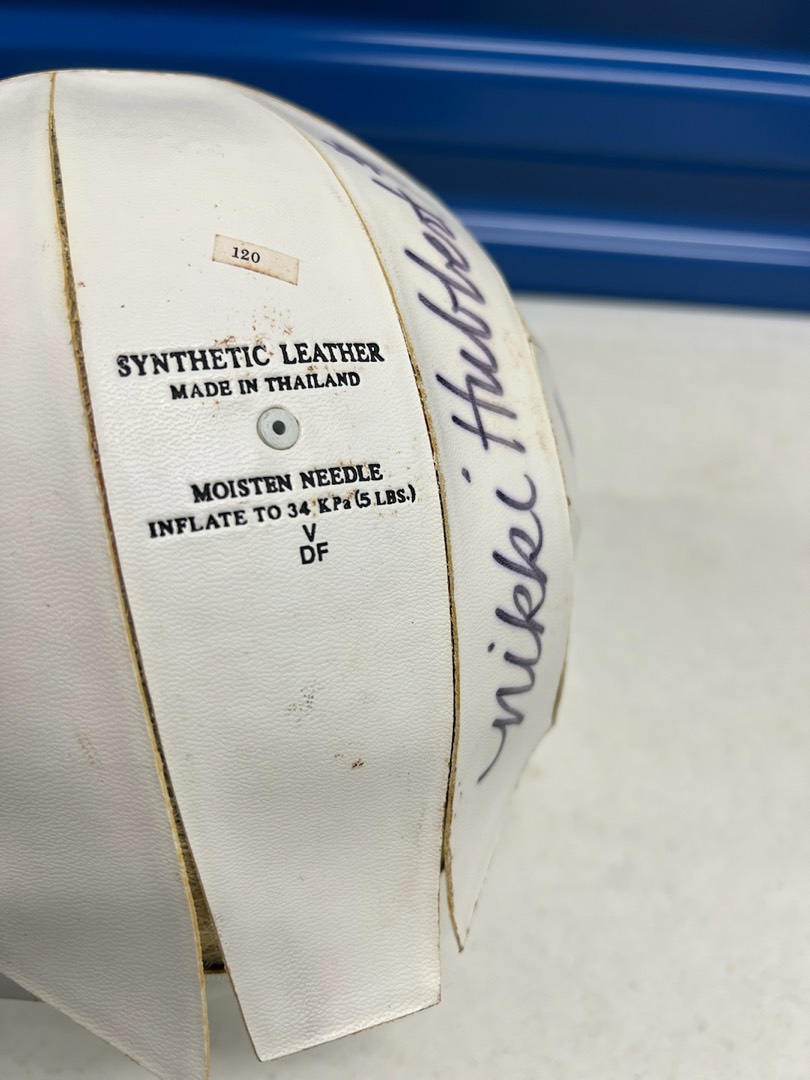 120
SYNTHETIC LEATHER
MADE IN THAILAND
MOISTEN NEEDLE
INFLATE TO 34 KPa (5 LBS.)
V
DF
nikki Hubbert